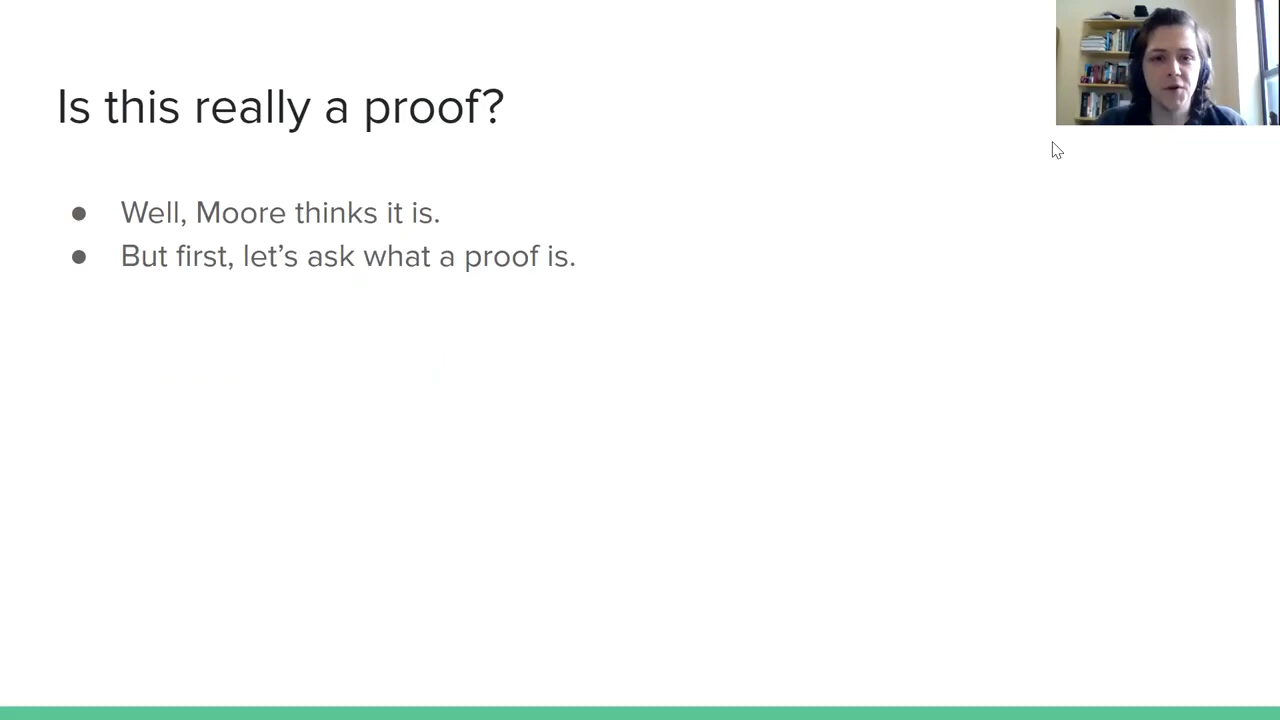 Is this really a proof?
● Well, Moore thinks it is.
● But first, let’s ask what a proof is.